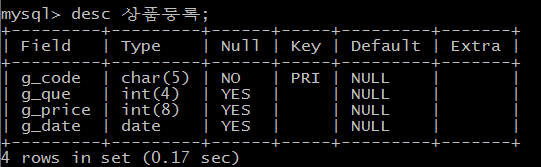 mysql> desc 상품등록;
+---------+---------+------+-----+---------+-------+
| Field   | Type    | Null | Key | Default | Extra |
+---------+---------+------+-----+---------+-------+
| g_code  | char(5) | NO   | PRI | NULL    |       |
| g_que   | int(4)  | YES  |     | NULL    |       |
| g_price | int(8)  | YES  |     | NULL    |       |
| g_date  | date    | YES  |     | NULL    |       |
+---------+---------+------+-----+---------+-------+
4 rows in set (0.17 sec)